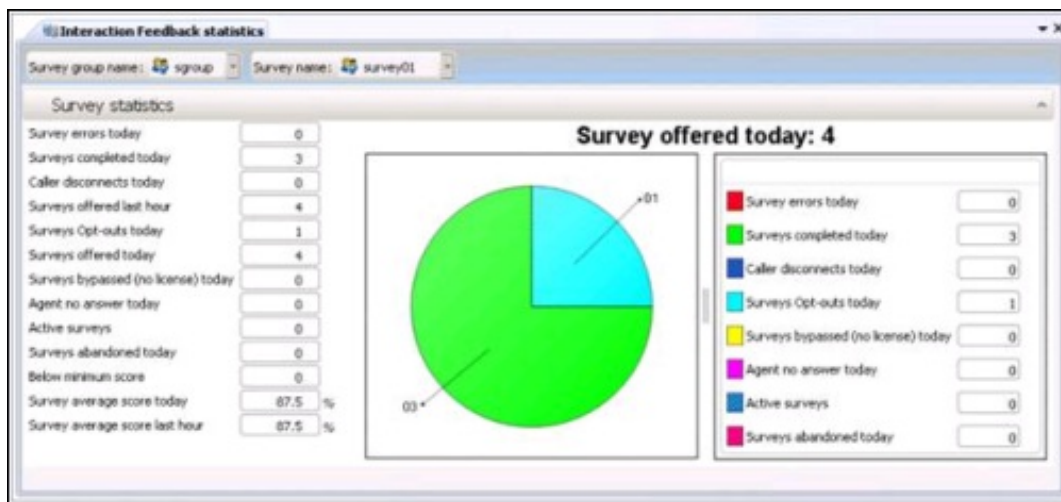 Interaction Feedback statistics
Survey group name: sgroup Survey name: survey01
Survey statistics
Survey errors today 0
Surveys completed today 3
Caller disconnects today 0
Surveys offered last hour 4
Surveys Opt-outs today 1
Surveys offered today 4
Surveys bypassed (no license) today 0
Agent no answer today 0
Active surveys 0
Surveys abandoned today 0
Below minimum score 0
Survey average score today 87.5 %
Survey average score last hour 87.5 %
Survey offered today: 4
01
03
Survey errors today 0
Surveys completed today 3
Caller disconnects today 0
Surveys Opt-outs today 1
Surveys bypassed (no license) today 0
Agent no answer today 0
Active surveys 0
Surveys abandoned today 0